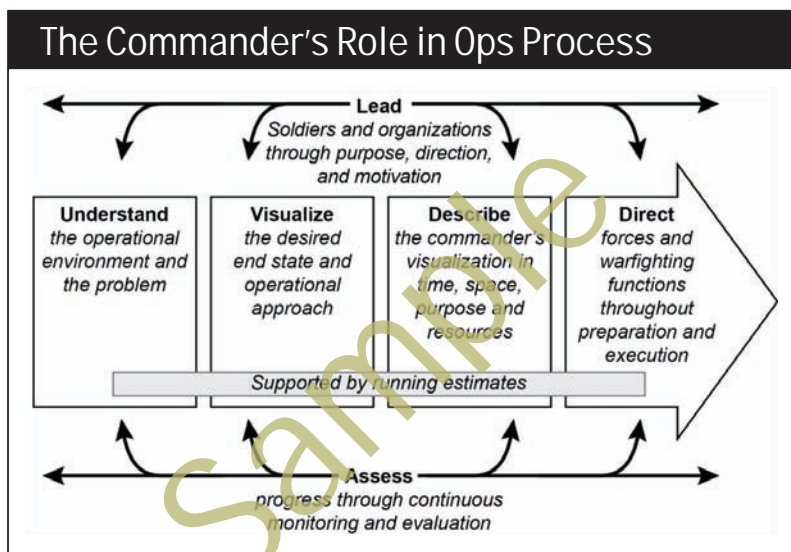 The Commander's Role in Ops Process
Lead
Soldiers and organizations
through purpose, direction,
and motivation
Understand
the operational
environment and
the problem
Visualize
the desired
end state and
operational
approach
Describe
the commander's
visualization in
time, space,
purpose and
resources
Direct
forces and
warfighting
functions
throughout
preparation and
execution
Supported by running estimates
Assess
progress through continuous
monitoring and evaluation
Sample